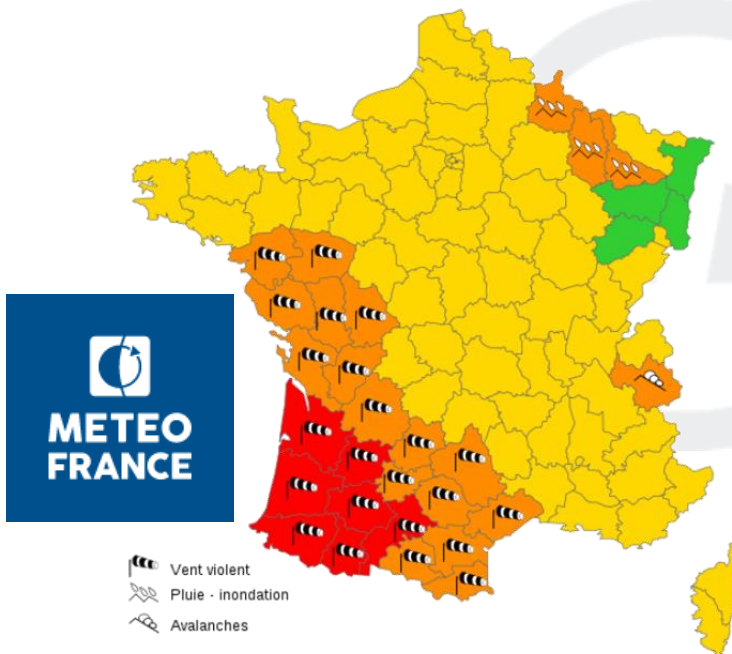 METEO
FRANCE
Vent violent
Pluie - inondation
Avalanches